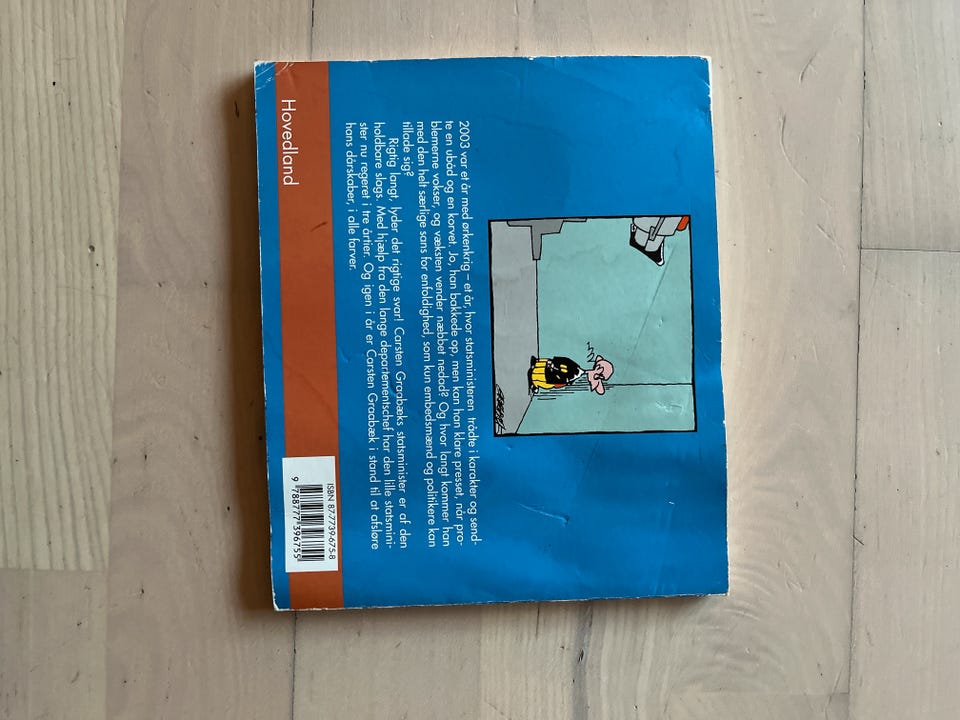 2003 var et år med ørkenkrig – et år, hvor statsministeren trådte i karakter og send-
te en ubåd og en korvet. Jo, han bakkede op, men kan han klare presset, når pro-
blemerne vokser, og væksten vender næbbet nedad? Og hvor langt kommer han
med den helt særlige sans for enfoldighed, som kun embedsmænd og politikere kan
tillade sig?
Rigtig langt, lyder det rigtige svar! Carsten Graabæks statsminister er af den
holdbare slags. Med hjælp fra den lange departementschef har den lille statsmini-
ster nu regeret i tre årtier. Og igen i år er Carsten Graabæk i stand til at afsløre
hans dårskaber, i alle farver.
Hovedland
ISBN 87-7739-675-8
9 788777 396755